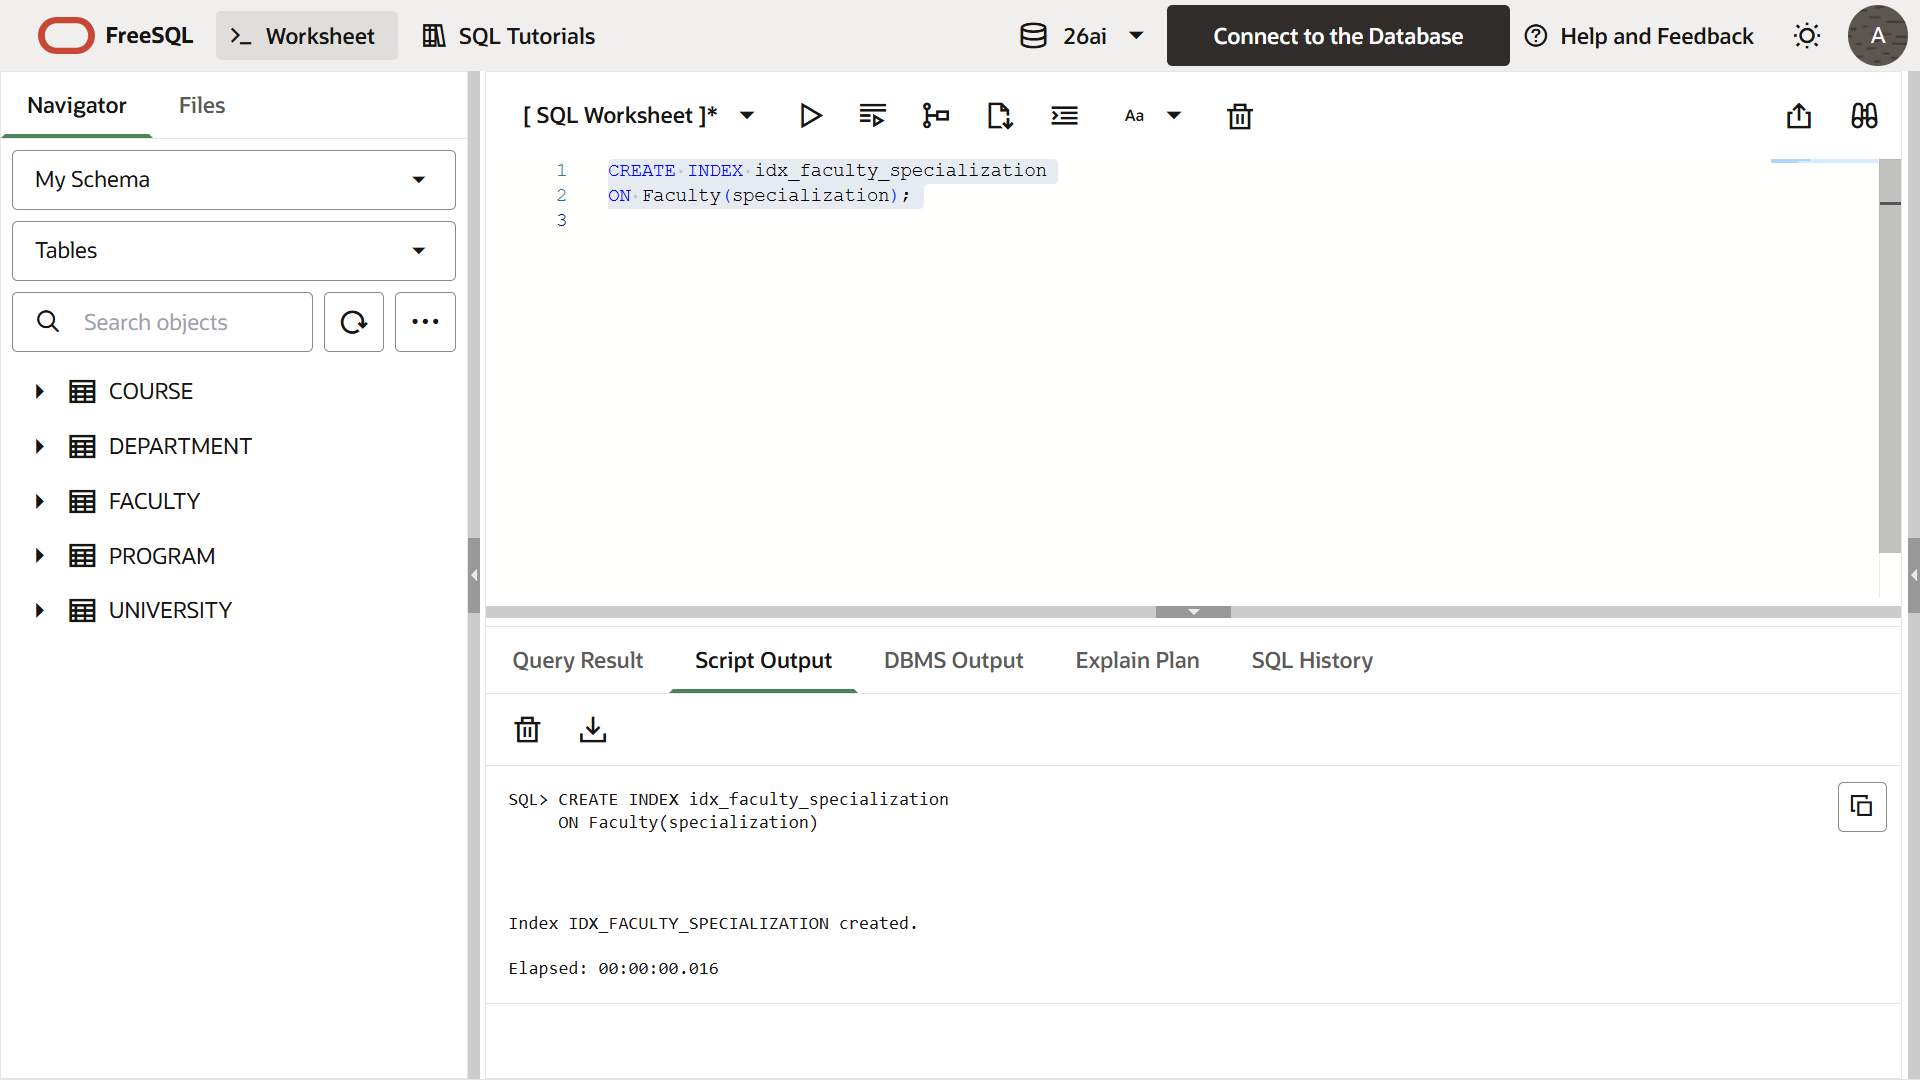 FreeSQL
Worksheet
SQL Tutorials
26ai
Connect to the Database
Help and Feedback
A
Navigator
Files
My Schema
Tables
Search objects
COURSE
DEPARTMENT
FACULTY
PROGRAM
UNIVERSITY
[ SQL Worksheet ]*
Aa
1 CREATE INDEX idx_faculty_specialization
2 ON Faculty(specialization);
3
Query Result
Script Output
DBMS Output
Explain Plan
SQL History
SQL> CREATE INDEX idx_faculty_specialization
ON Faculty(specialization)
Index IDX_FACULTY_SPECIALIZATION created.
Elapsed: 00:00:00.016